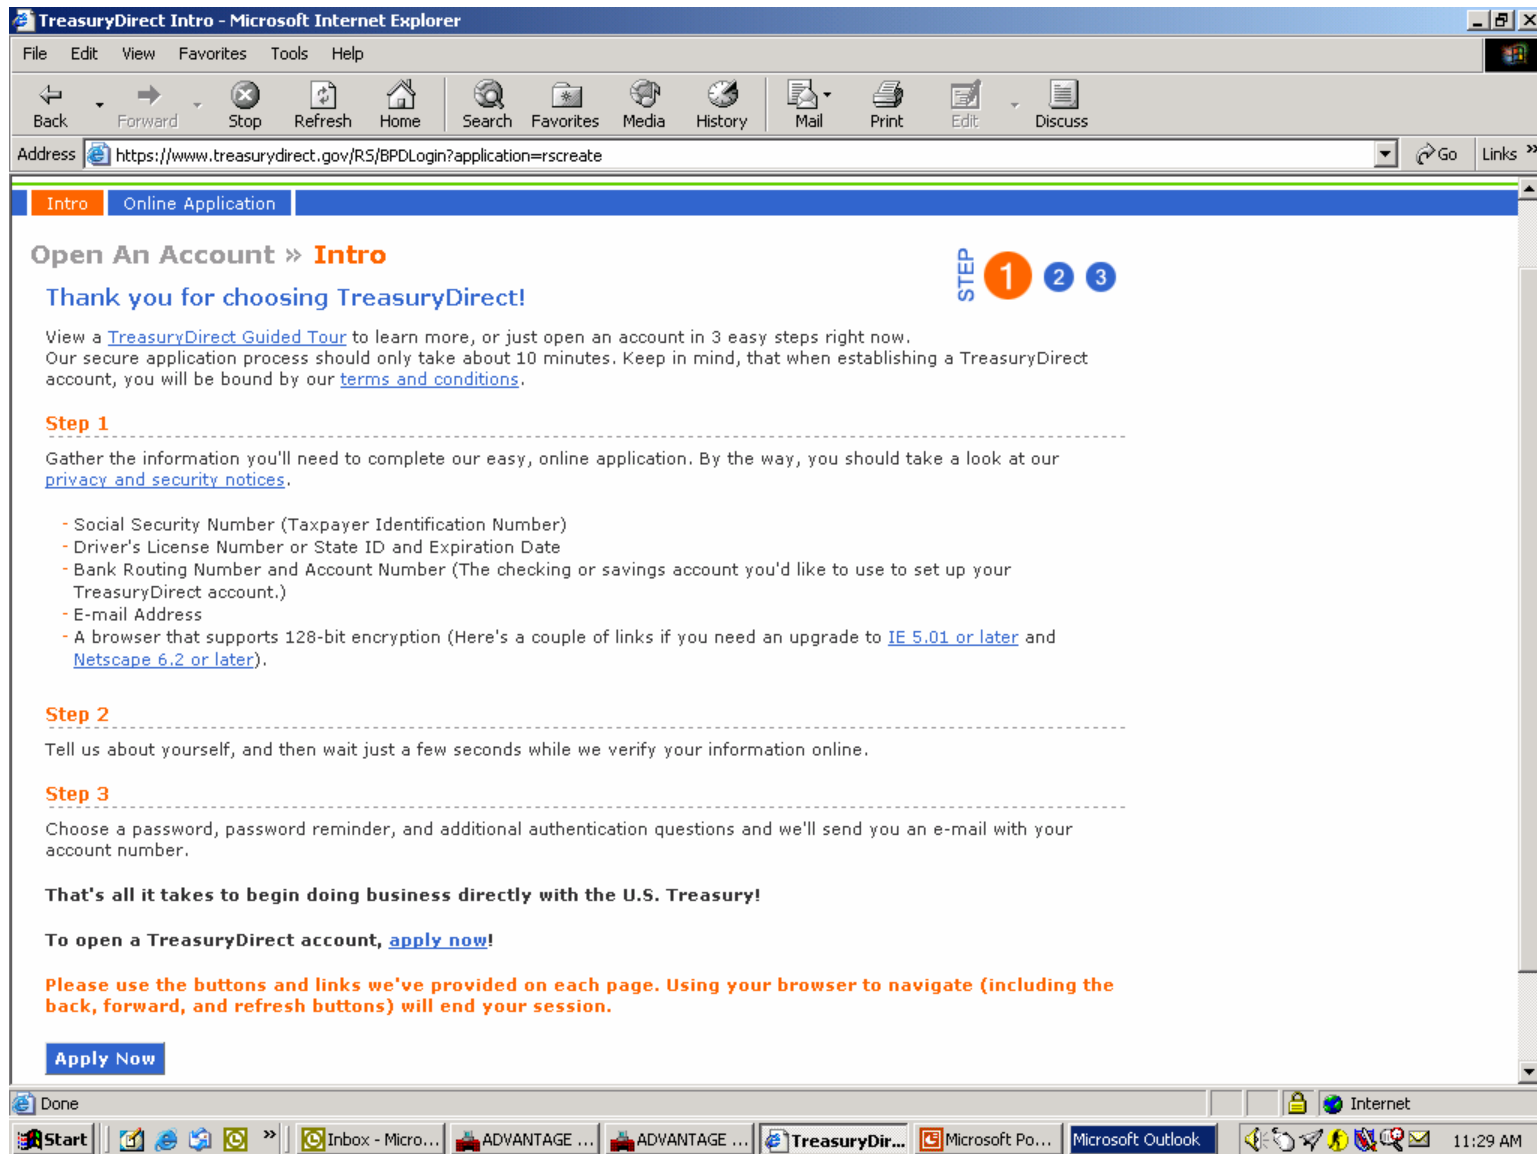 TreasuryDirect Intro - Microsoft Internet Explorer
File Edit View Favorites Tools Help
Back Forward Stop Refresh Home Search Favorites Media History Mail Print Edit Discuss
Address https://www.treasurydirect.gov/RS/BPDLogin?application=rscreate Go Links »
Intro Online Application
Open An Account » Intro
STEP 1 2 3
Thank you for choosing TreasuryDirect!
View a TreasuryDirect Guided Tour to learn more, or just open an account in 3 easy steps right now.
Our secure application process should only take about 10 minutes. Keep in mind, that when establishing a TreasuryDirect
account, you will be bound by our terms and conditions.
Step 1
Gather the information you'll need to complete our easy, online application. By the way, you should take a look at our
privacy and security notices.
- Social Security Number (Taxpayer Identification Number)
- Driver's License Number or State ID and Expiration Date
- Bank Routing Number and Account Number (The checking or savings account you'd like to use to set up your
TreasuryDirect account.)
- E-mail Address
- A browser that supports 128-bit encryption (Here's a couple of links if you need an upgrade to IE 5.01 or later and
Netscape 6.2 or later).
Step 2
Tell us about yourself, and then wait just a few seconds while we verify your information online.
Step 3
Choose a password, password reminder, and additional authentication questions and we'll send you an e-mail with your
account number.
That's all it takes to begin doing business directly with the U.S. Treasury!
To open a TreasuryDirect account, apply now!
Please use the buttons and links we've provided on each page. Using your browser to navigate (including the
back, forward, and refresh buttons) will end your session.
Apply Now
Done Internet
Start » Inbox - Micro... ADVANTAGE ... ADVANTAGE ... TreasuryDir... Microsoft Po... Microsoft Outlook 11:29 AM